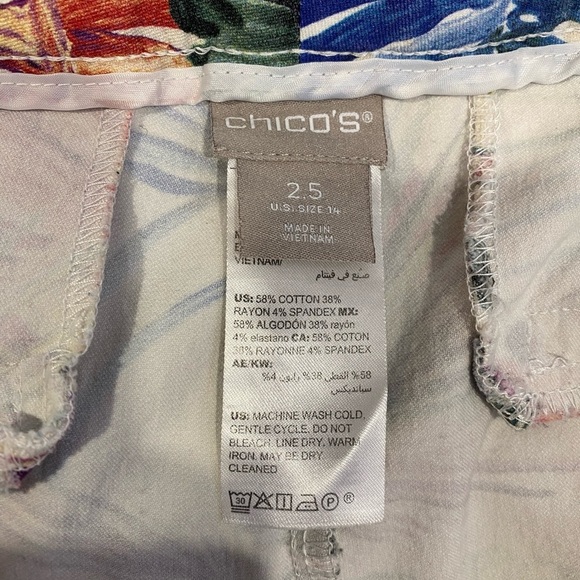 chico's®
2.5
U.S. SIZE 14
MADE IN
VIETNAM
VIETNAM/
صنع في فيتنام
US: 58% COTTON 38%
RAYON 4% SPANDEX MX:
58% ALGODÓN 38% rayón
4% elastano CA: 58% COTON
38% RAYONNE 4% SPANDEX
AE/KW:
58% القطن 38% رايون 4%
سباندیکس
US: MACHINE WASH COLD,
GENTLE CYCLE. DO NOT
BLEACH. LINE DRY. WARM
IRON. MAY BE DRY
CLEANED
30 P ®